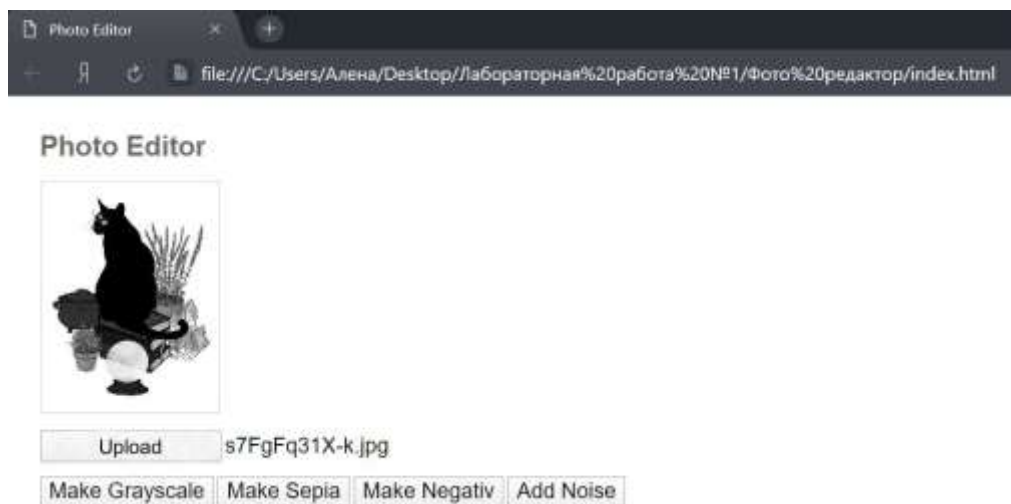 Photo Editor
Я file:///C:/Users/Алена/Desktop//Лабораторная%20работа%20№1/Фото%20редактор/index.html
Photo Editor
Upload s7FgFq31X-k.jpg
Make Grayscale Make Sepia Make Negativ Add Noise